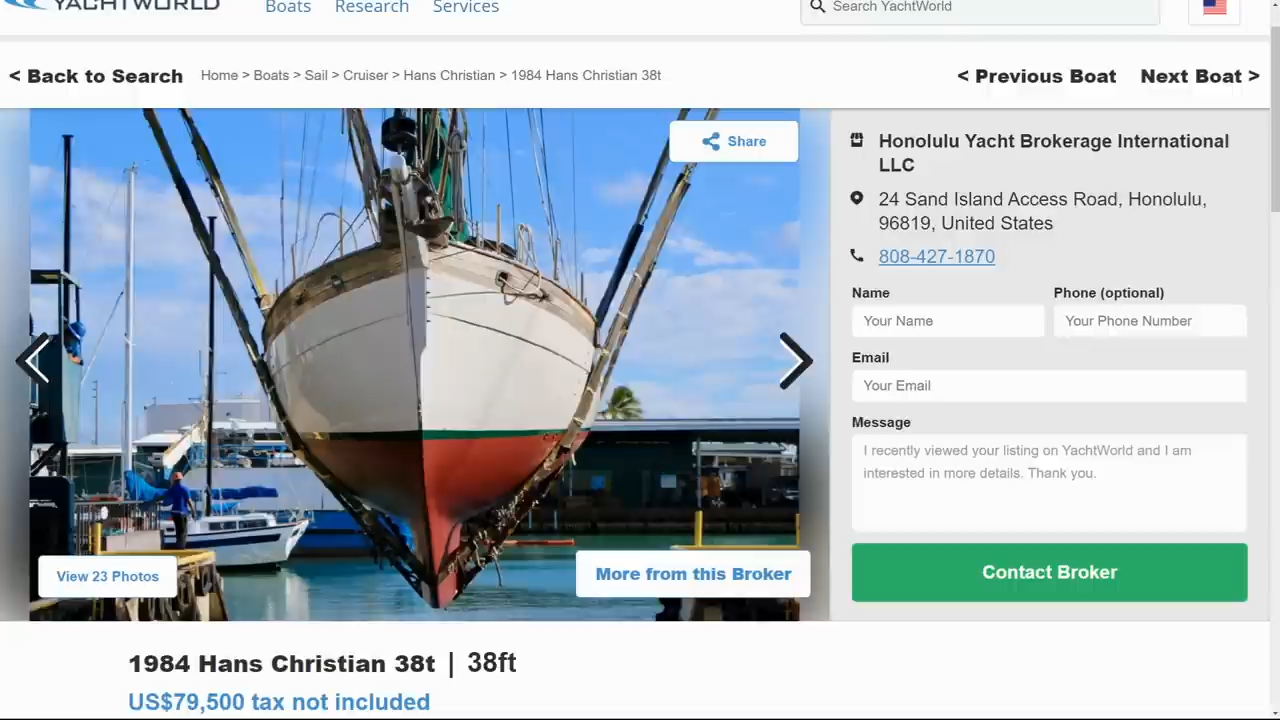 YACHTWORLD
Boats Research Services
Search YachtWorld
< Back to Search
Home > Boats > Sail > Cruiser > Hans Christian > 1984 Hans Christian 38t
< Previous Boat
Next Boat >
Share
View 23 Photos
More from this Broker
Honolulu Yacht Brokerage International
LLC
24 Sand Island Access Road, Honolulu,
96819, United States
808-427-1870
Name
Phone (optional)
Your Name
Your Phone Number
Email
Your Email
Message
I recently viewed your listing on YachtWorld and I am
interested in more details. Thank you.
Contact Broker
1984 Hans Christian 38t | 38ft
US$79,500 tax not included